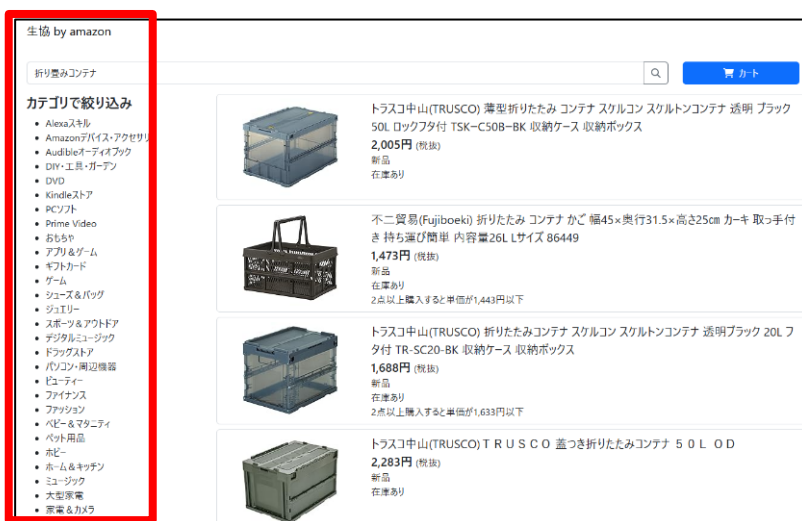 生協 by amazon
折り畳みコンテナ
カート
カテゴリで絞り込み
Alexaスキル
Amazonデバイス・アクセサリ
Audibleオーディオブック
DIY・工具・ガーデン
DVD
Kindleストア
PCソフト
Prime Video
おもちゃ
アプリ＆ゲーム
ギフトカード
ゲーム
シューズ＆バッグ
ジュエリー
スポーツ＆アウトドア
デジタルミュージック
ドラッグストア
パソコン・周辺機器
ビューティー
ファイナンス
ファッション
ベビー＆マタニティ
ペット用品
ホビー
ホーム＆キッチン
ミュージック
大型家電
家電＆カメラ
トラスコ中山(TRUSCO) 薄型折りたたみ コンテナ スケルコン スケルトンコンテナ 透明 ブラック
50L ロックフタ付 TSK-C50B-BK 収納ケース 収納ボックス
2,005円 (税抜)
新品
在庫あり
不二貿易(Fujiboeki) 折りたたみ コンテナ かご 幅45×奥行31.5×高さ25㎝ カーキ 取っ手付
き 持ち運び簡単 内容量26L Lサイズ 86449
1,473円 (税抜)
新品
在庫あり
2点以上購入すると単価が1,443円以下
トラスコ中山(TRUSCO) 折りたたみコンテナ スケルコン スケルトンコンテナ 透明ブラック 20L フ
タ付 TR-SC20-BK 収納ケース 収納ボックス
1,688円 (税抜)
新品
在庫あり
2点以上購入すると単価が1,633円以下
トラスコ中山(TRUSCO) ＴＲＵＳＣＯ 蓋つき折りたたみコンテナ ５０Ｌ ＯＤ
2,283円 (税抜)
新品
在庫あり